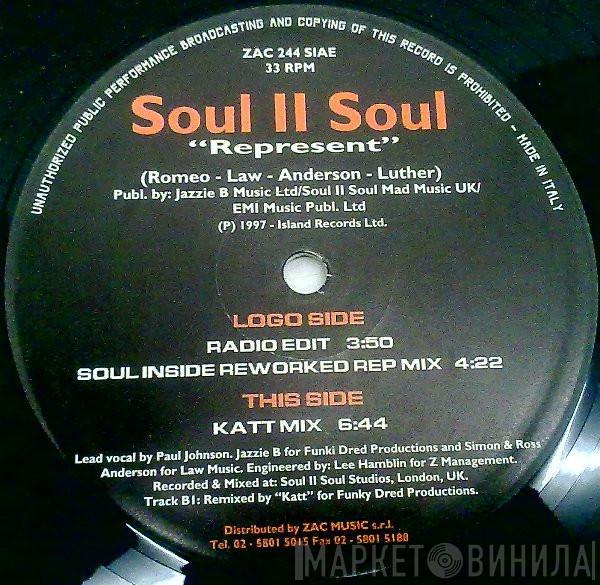 UNAUTHORIZED PUBLIC PERFORMANCE BROADCASTING AND COPYING OF THIS RECORD IS PROHIBITED - MADE IN ITALY
ZAC 244 SIAE
33 RPM
Soul II Soul
“Represent”
(Romeo - Law - Anderson - Luther)
Publ. by: Jazzie B Music Ltd/Soul II Soul Mad Music UK/
EMI Music Publ. Ltd
(P) 1997 - Island Records Ltd.
LOGO SIDE
RADIO EDIT 3:50
SOUL INSIDE REWORKED REP MIX 4:22
THIS SIDE
KATT MIX 6:44
Lead vocal by Paul Johnson. Jazzie B for Funki Dred Productions and Simon & Ross
Anderson for Law Music. Engineered by: Lee Hamblin for Z Management.
Recorded & Mixed at: Soul II Soul Studios, London, UK.
Track B1: Remixed by “Katt” for Funky Dred Productions.
Distributed by ZAC MUSIC s.r.l.
Tel. 02 - 5801 5015 Fax 02 - 5801 5188
МАРКЕТ ВИНИЛА